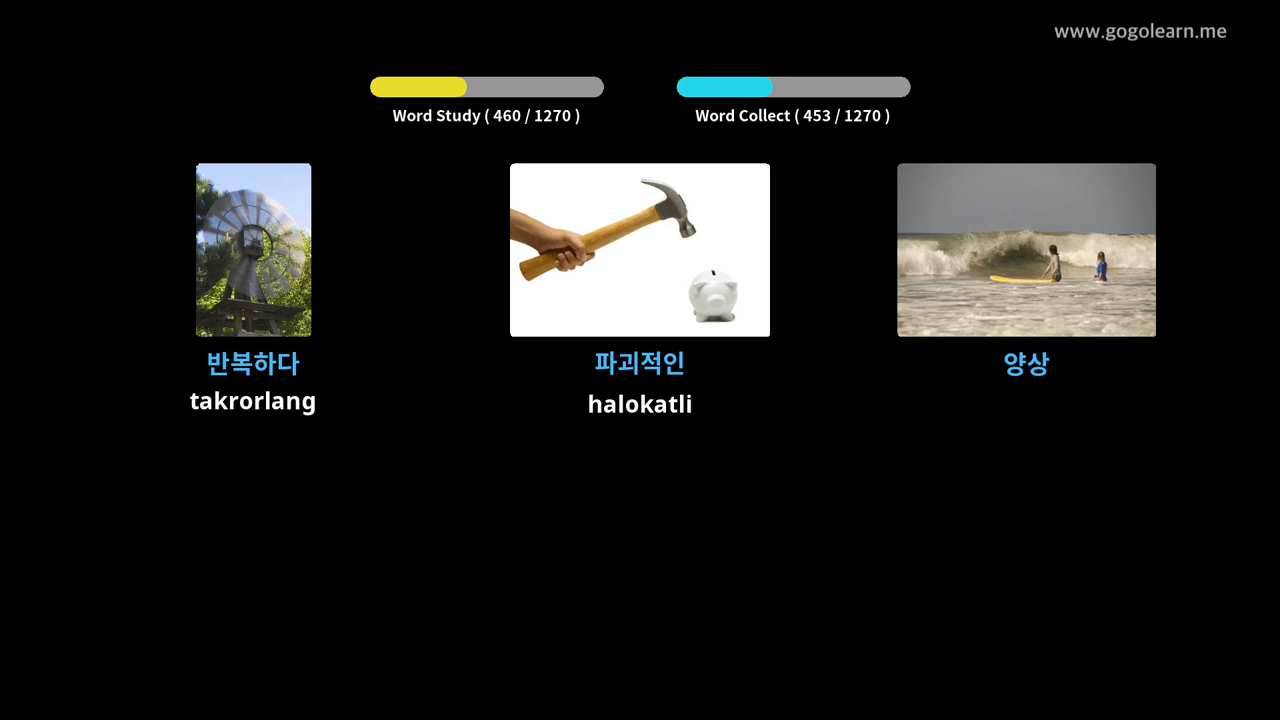 www.gogolearn.me
Word Study ( 460 / 1270 )
Word Collect ( 453 / 1270 )
반복하다
takrorlang
파괴적인
halokatli
양상